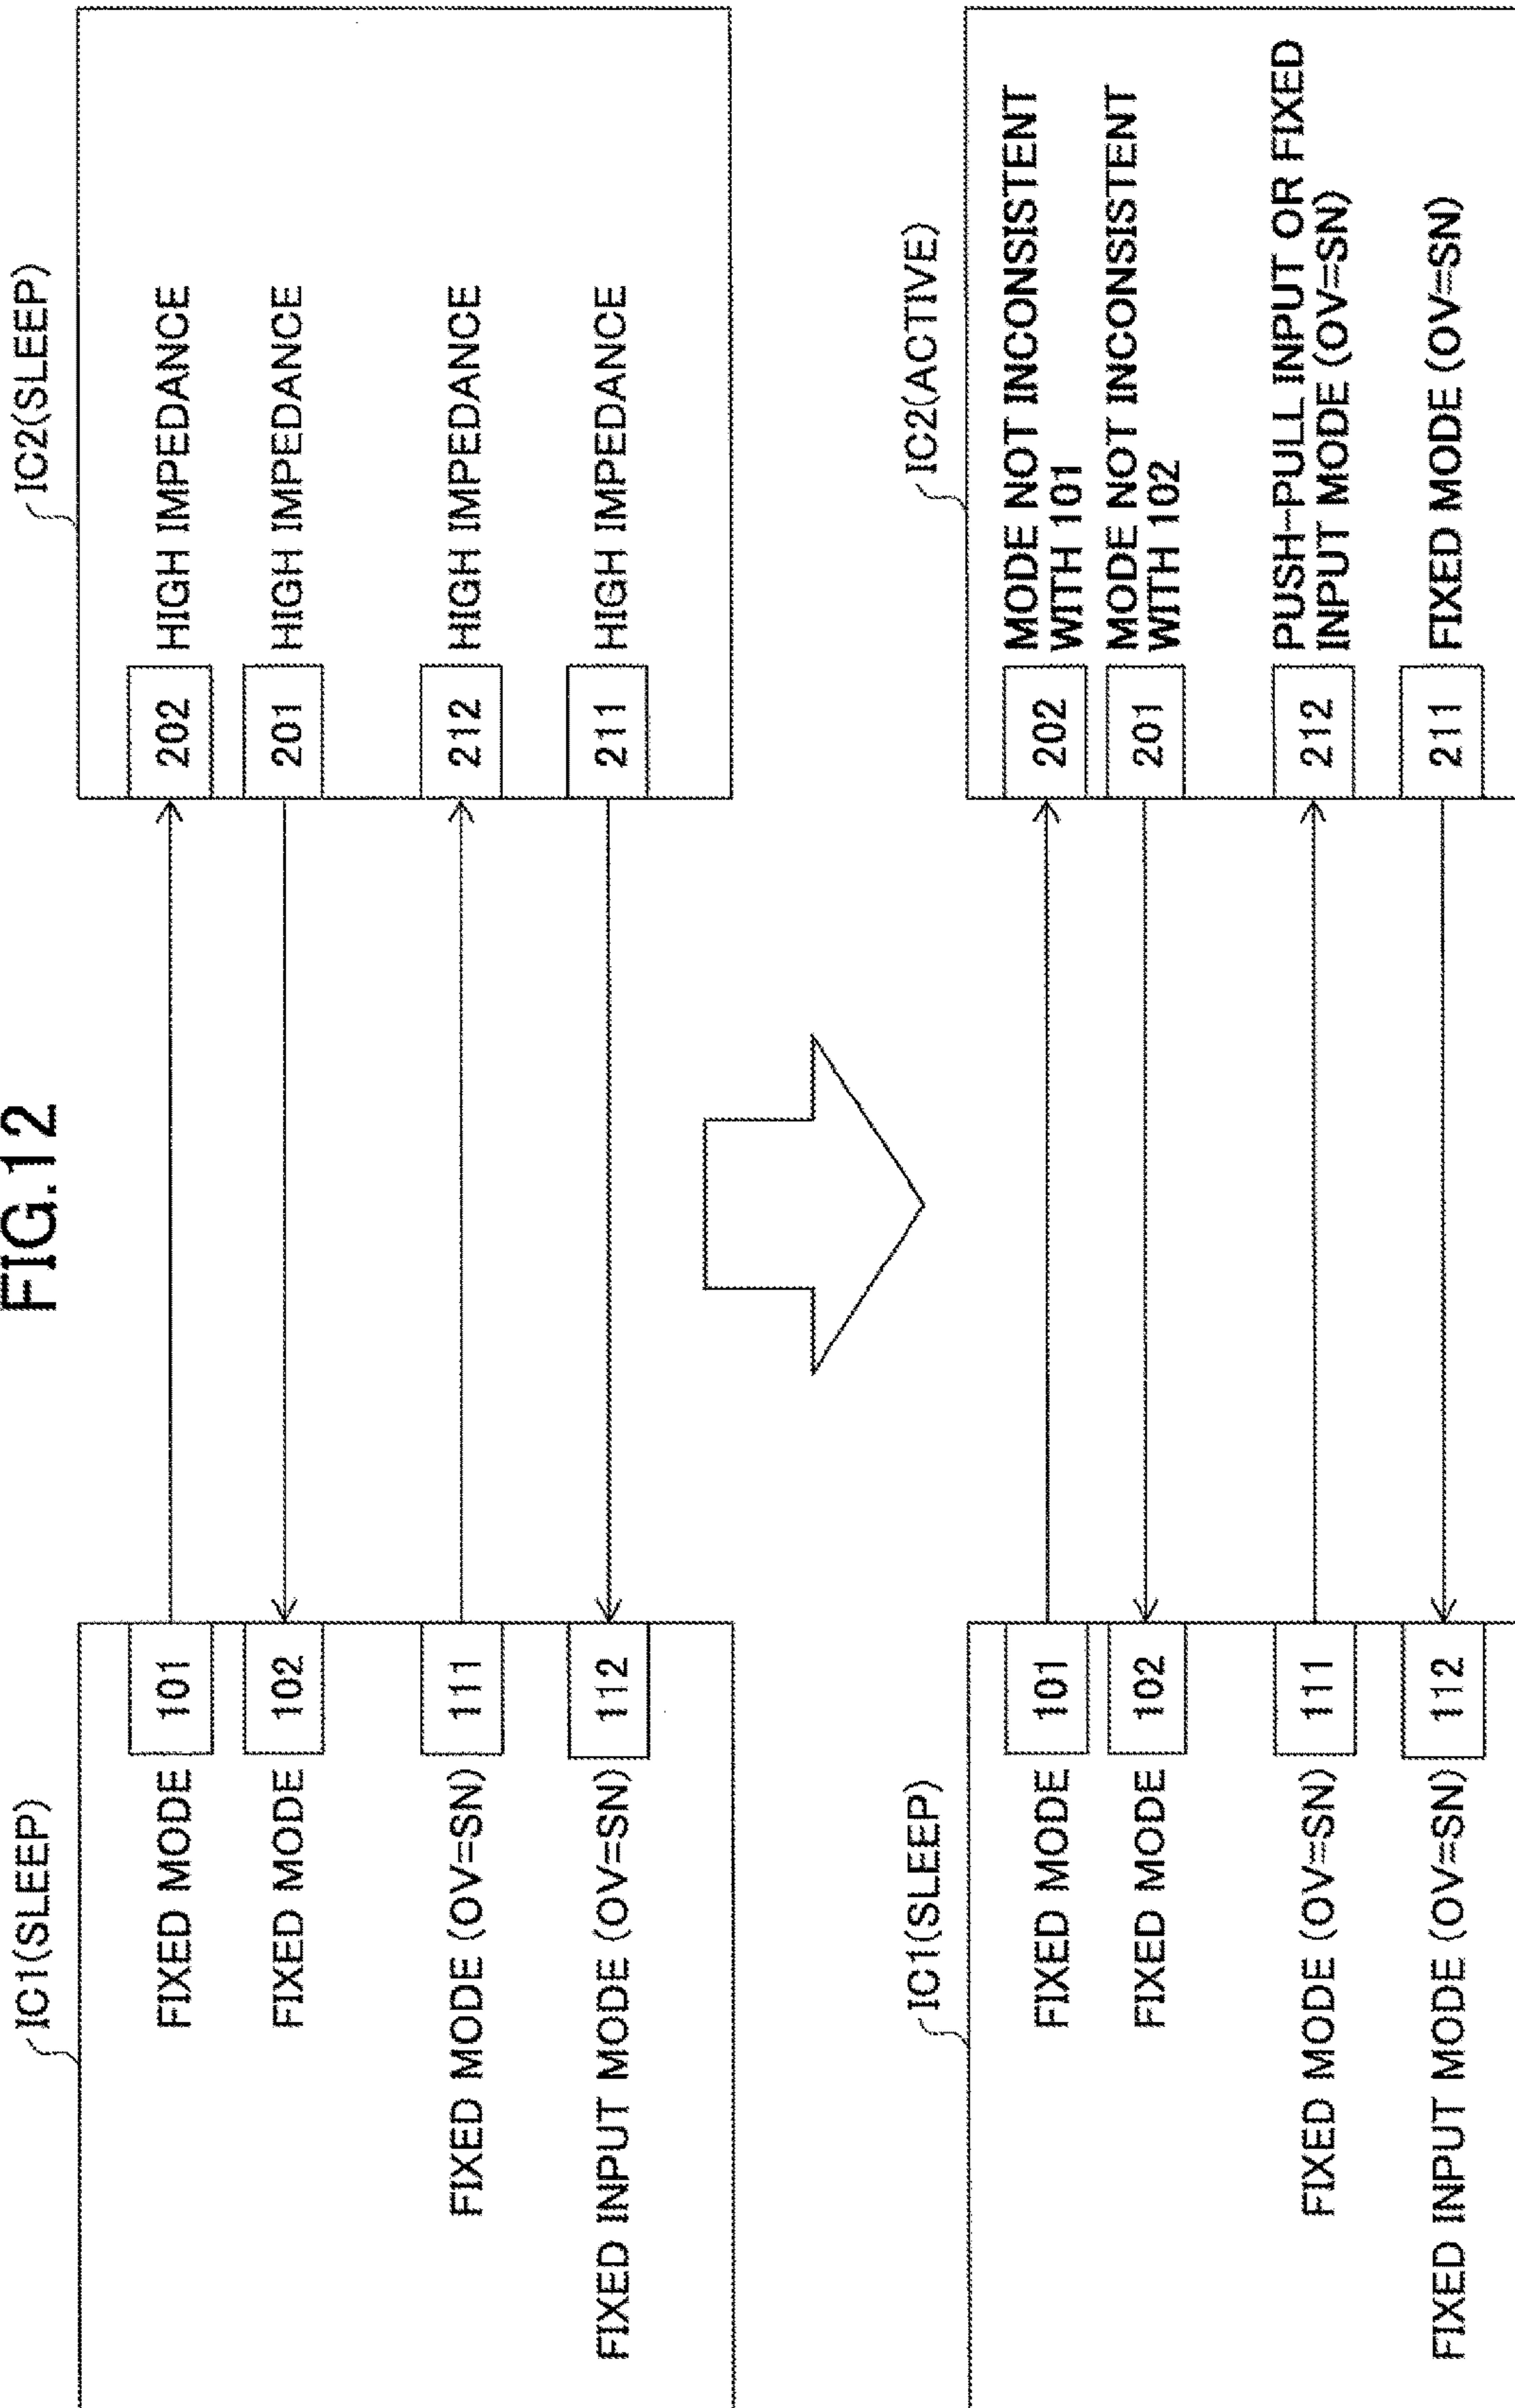 FIG.12
IC1(SLEEP)
FIXED MODE
101
FIXED MODE
102
FIXED MODE (OV=SN)
111
FIXED INPUT MODE (OV=SN)
112
IC2(SLEEP)
202
HIGH IMPEDANCE
201
HIGH IMPEDANCE
212
HIGH IMPEDANCE
211
HIGH IMPEDANCE
IC1(SLEEP)
FIXED MODE
101
FIXED MODE
102
FIXED MODE (OV=SN)
111
FIXED INPUT MODE (OV=SN)
112
IC2(ACTIVE)
202
MODE NOT INCONSISTENT
WITH 101
201
MODE NOT INCONSISTENT
WITH 102
212
PUSH-PULL INPUT OR FIXED
INPUT MODE (OV=SN)
211
FIXED MODE (OV=SN)